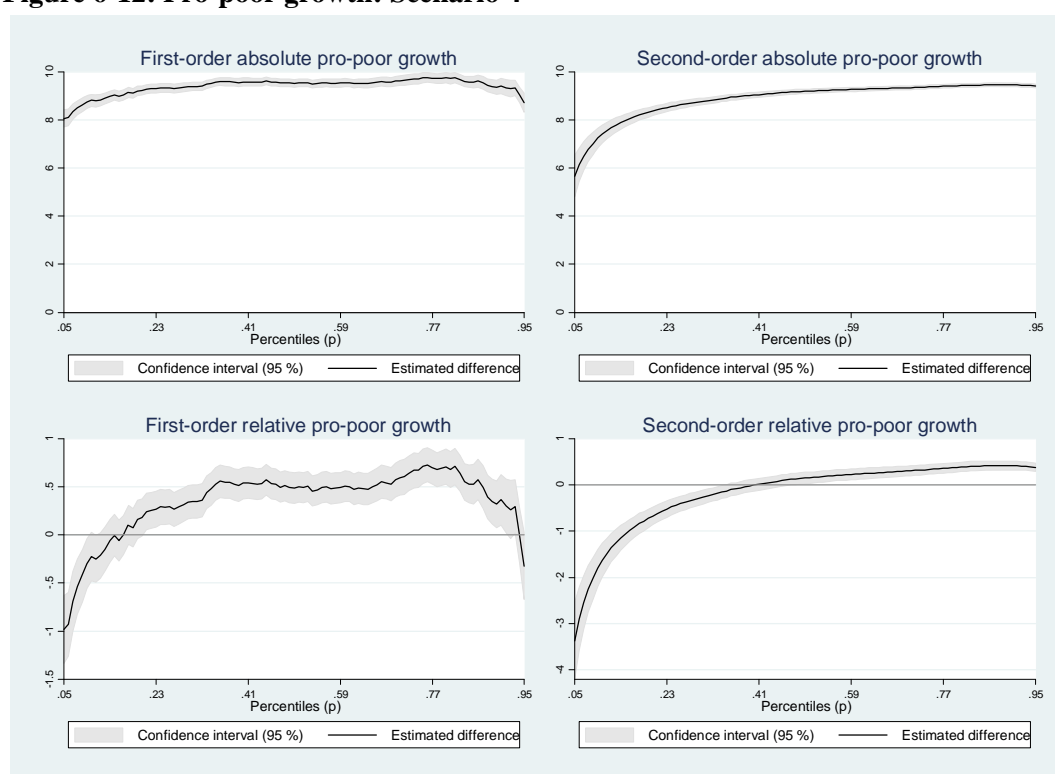 Figure 6-12: Pro-poor growth: Scenario 4
First-order absolute pro-poor growth
10
8
6
4
2
0
.05 .23 .41 .59 .77 .95
Percentiles (p)
Confidence interval (95 %) Estimated difference
Second-order absolute pro-poor growth
10
8
6
4
2
0
.05 .23 .41 .59 .77 .95
Percentiles (p)
Confidence interval (95 %) Estimated difference
First-order relative pro-poor growth
1
.5
0
-.5
-1
-1.5
.05 .23 .41 .59 .77 .95
Percentiles (p)
Confidence interval (95 %) Estimated difference
Second-order relative pro-poor growth
1
0
-1
-2
-3
-4
.05 .23 .41 .59 .77 .95
Percentiles (p)
Confidence interval (95 %) Estimated difference